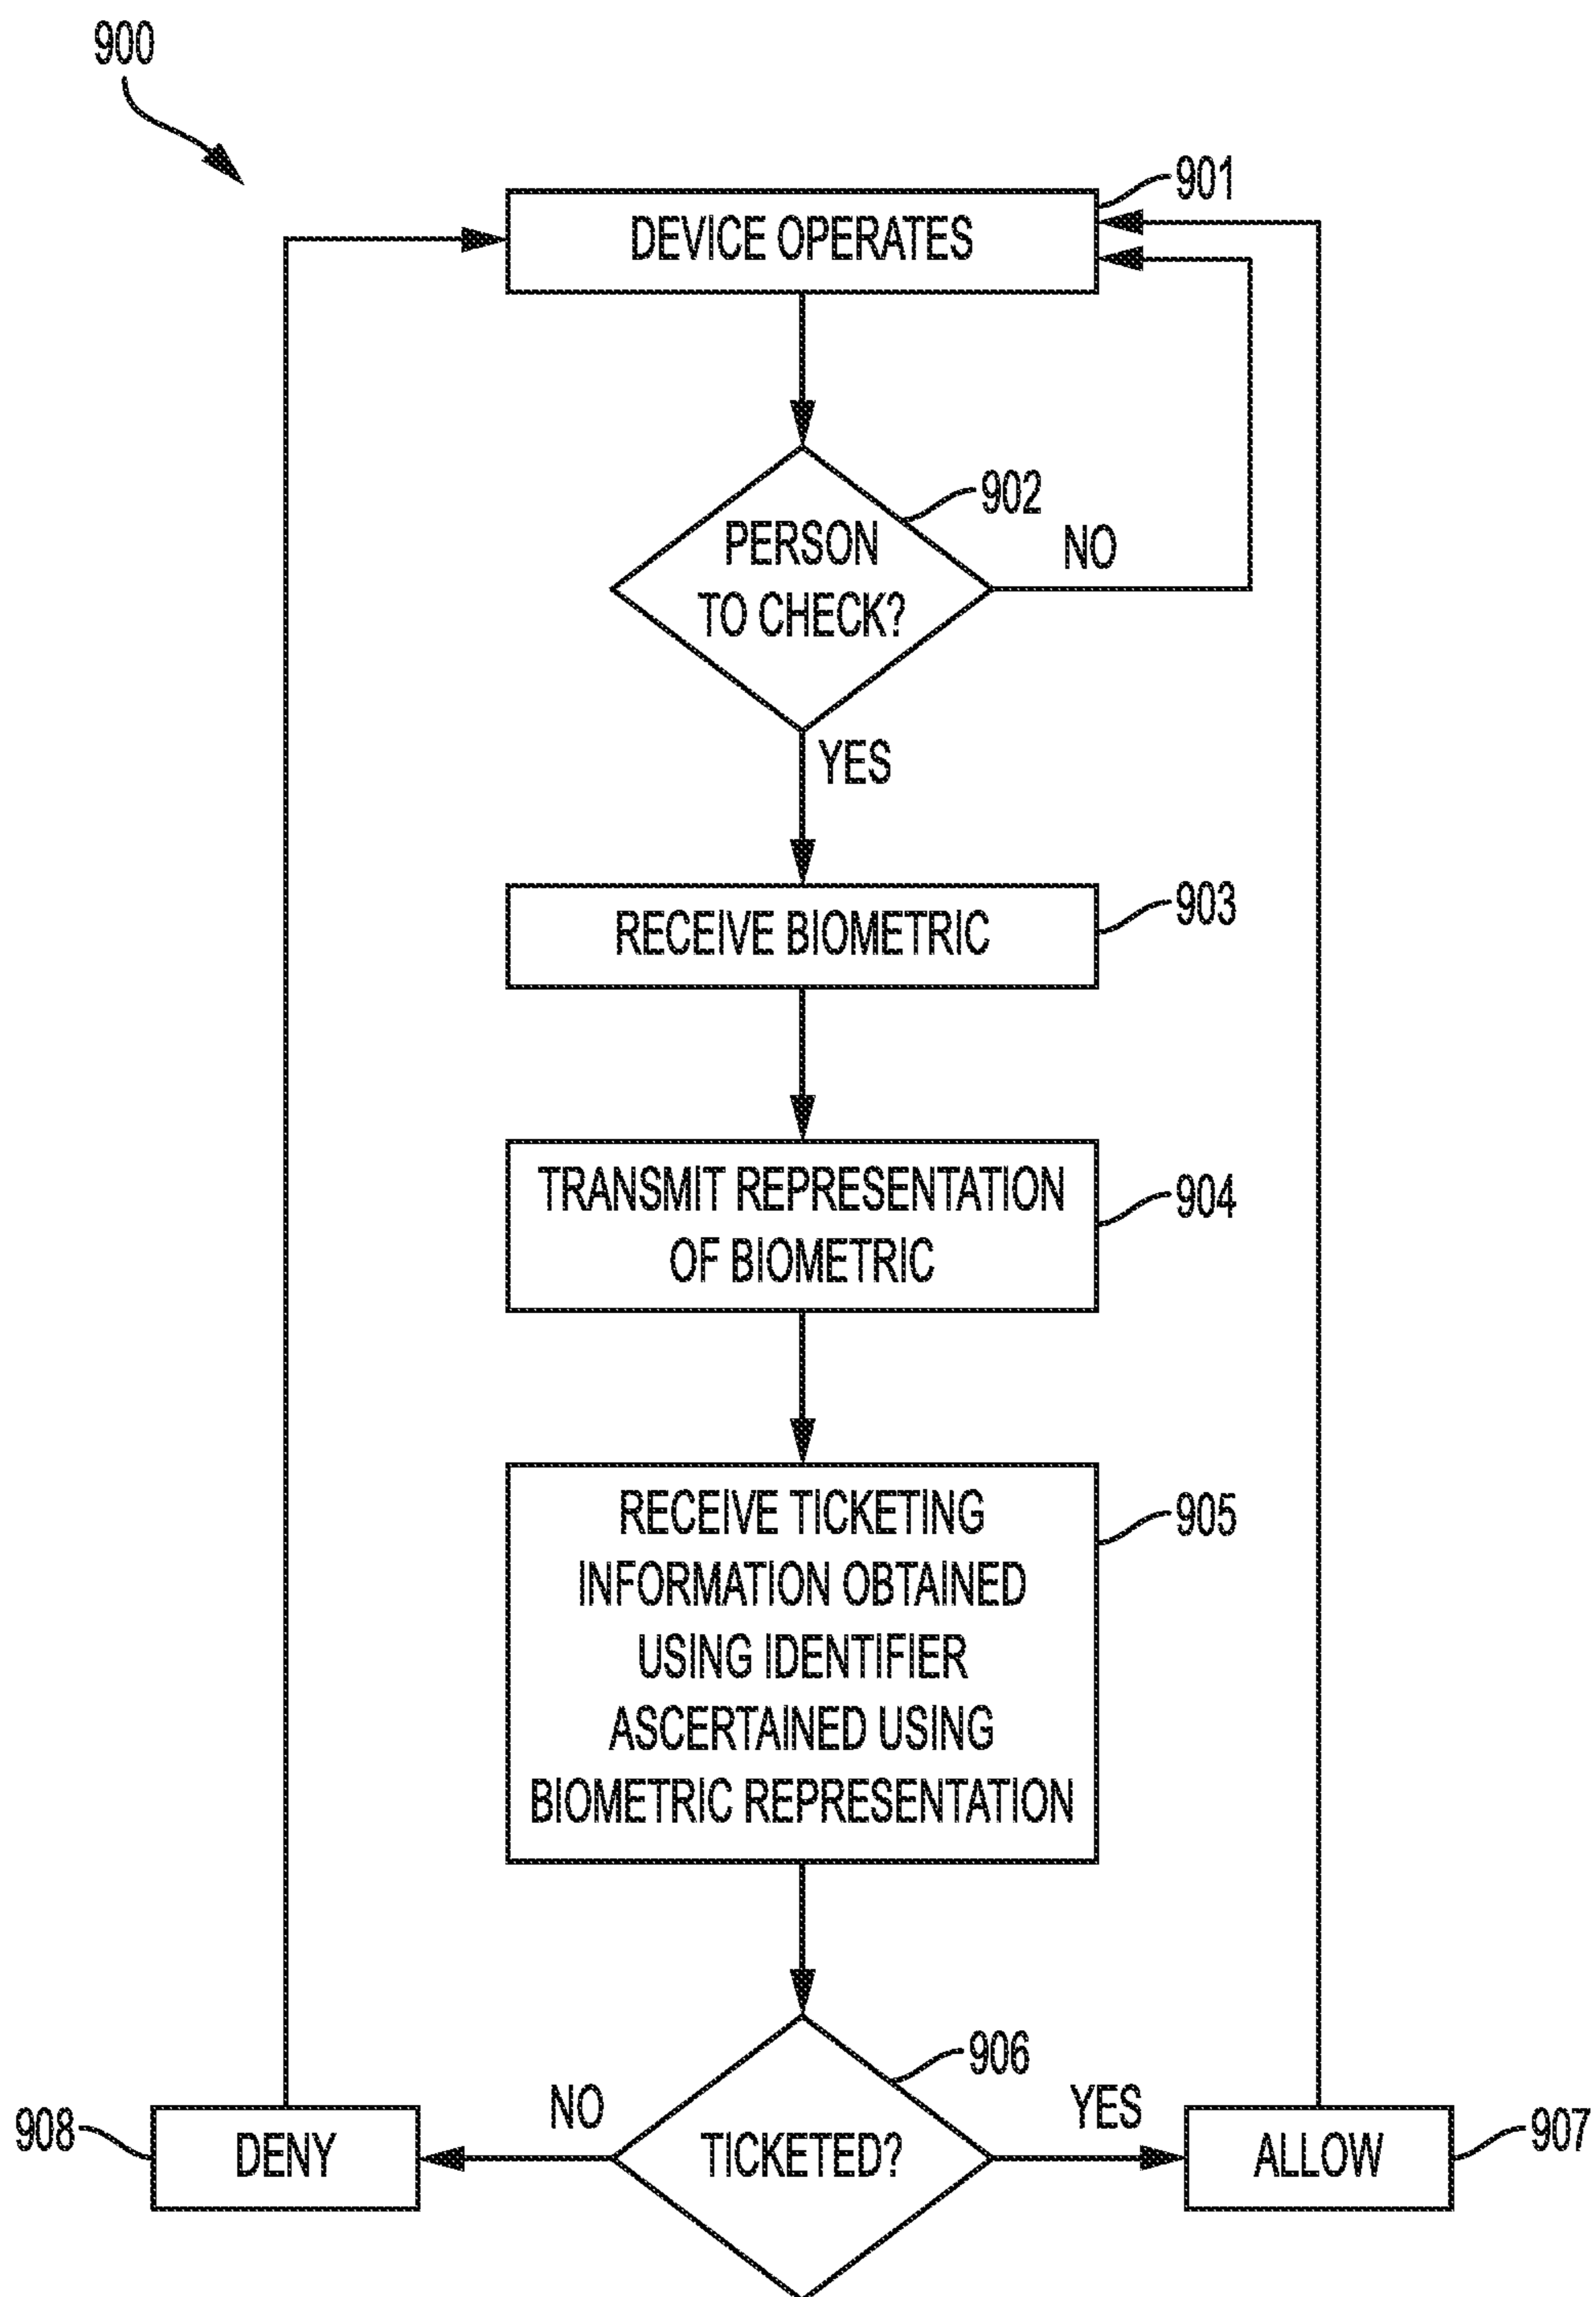 900
901
DEVICE OPERATES
902
PERSON
TO CHECK?
NO
YES
903
RECEIVE BIOMETRIC
904
TRANSMIT REPRESENTATION
OF BIOMETRIC
905
RECEIVE TICKETING
INFORMATION OBTAINED
USING IDENTIFIER
ASCERTAINED USING
BIOMETRIC REPRESENTATION
906
NO
YES
908
DENY
TICKETED?
ALLOW
907